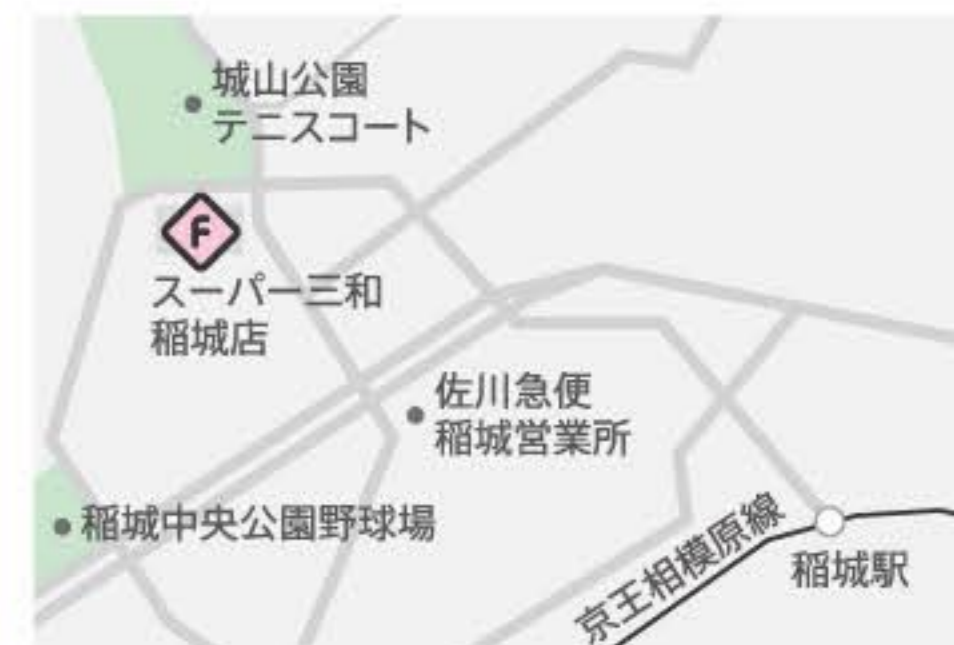 城山公園
テニスコート
F
スーパー三和
稲城店
佐川急便
稲城営業所
稲城中央公園野球場
京王相模原線
稲城駅